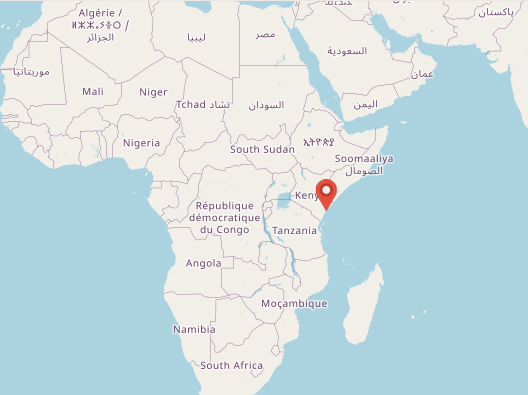 Algérie /
ⵍⵣⵣⴰⵢⴻⵔ /
الجزائر
ليبيا
مصر
السعودية
پاکستان
موريتانيا
عمان
Mali
Niger
Tchad تشاد
السودان
اليمن
Nigeria
South Sudan
ኢትዮጵያ
Soomaaliya
الصومال
République
démocratique
du Congo
Keny
Tanzania
Angola
Moçambique
Namibia
South Africa